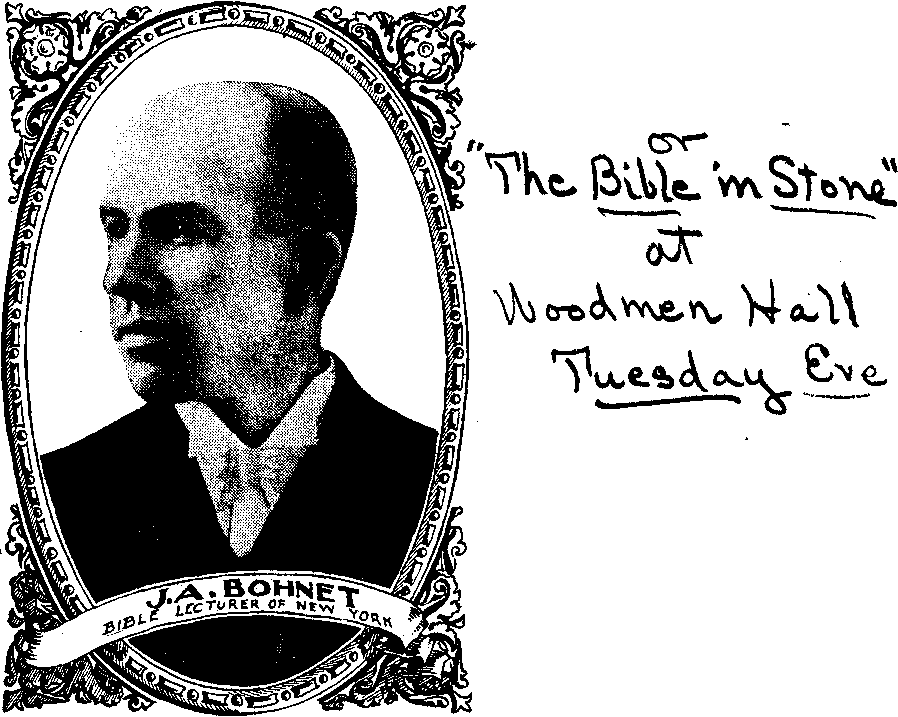 or
"The Bible in Stone"
at
Woodmen Hall
Tuesday Eve
J.A. BOHNET
BIBLE LECTURER OF NEW YORK